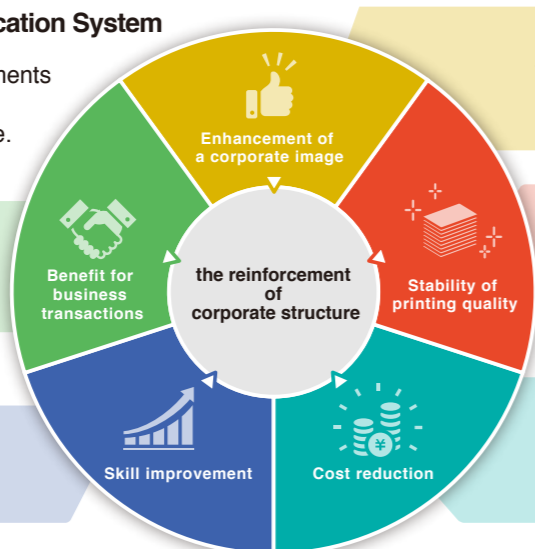 cation System
ments
e.
Enhancement of
a corporate image
Benefit for
business
transactions
the reinforcement
of
corporate structure
Stability of
printing quality
Skill improvement
¥
Cost reduction